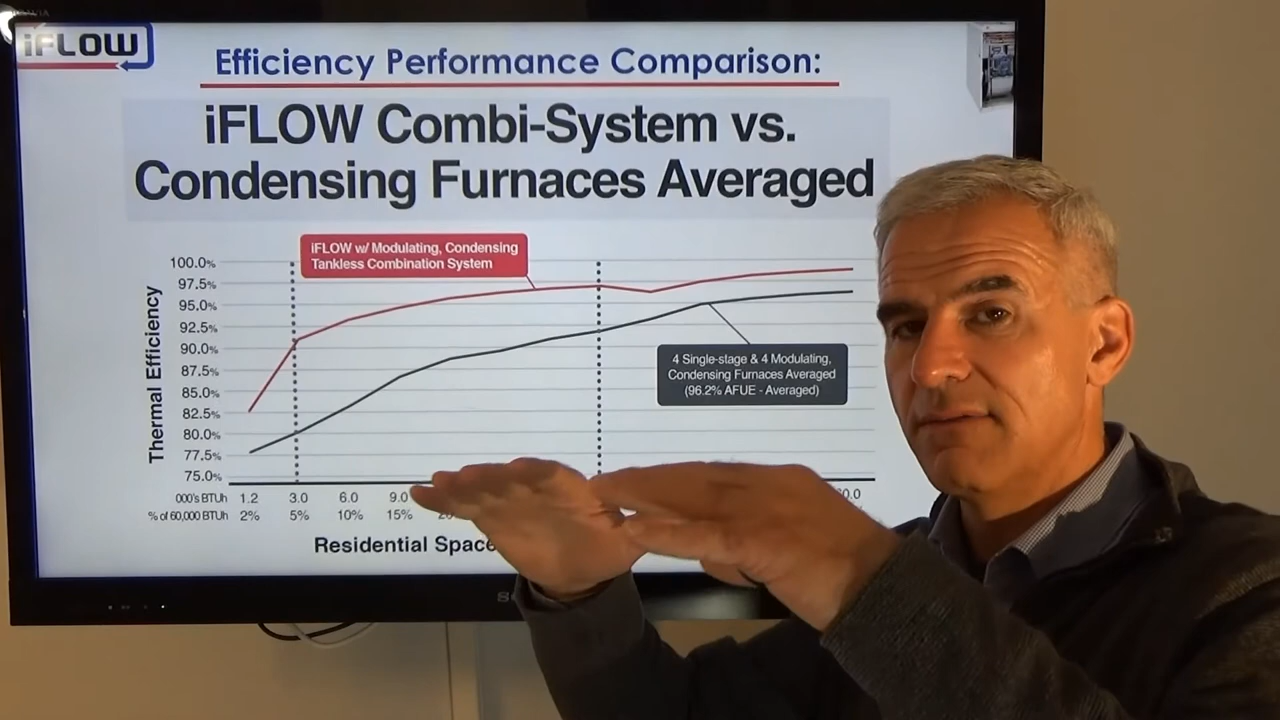 iFLOW
Efficiency Performance Comparison:
iFLOW Combi-System vs.
Condensing Furnaces Averaged
iFLOW w/ Modulating, Condensing
Tankless Combination System
100.0%
97.5%
95.0%
92.5%
90.0%
87.5%
85.0%
82.5%
80.0%
77.5%
75.0%
Thermal Efficiency
4 Single-stage & 4 Modulating,
Condensing Furnaces Averaged
(96.2% AFUE - Averaged)
000's BTUh 1.2 3.0 6.0 9.0
% of 60,000 BTUh 2% 5% 10% 15%
Residential Space